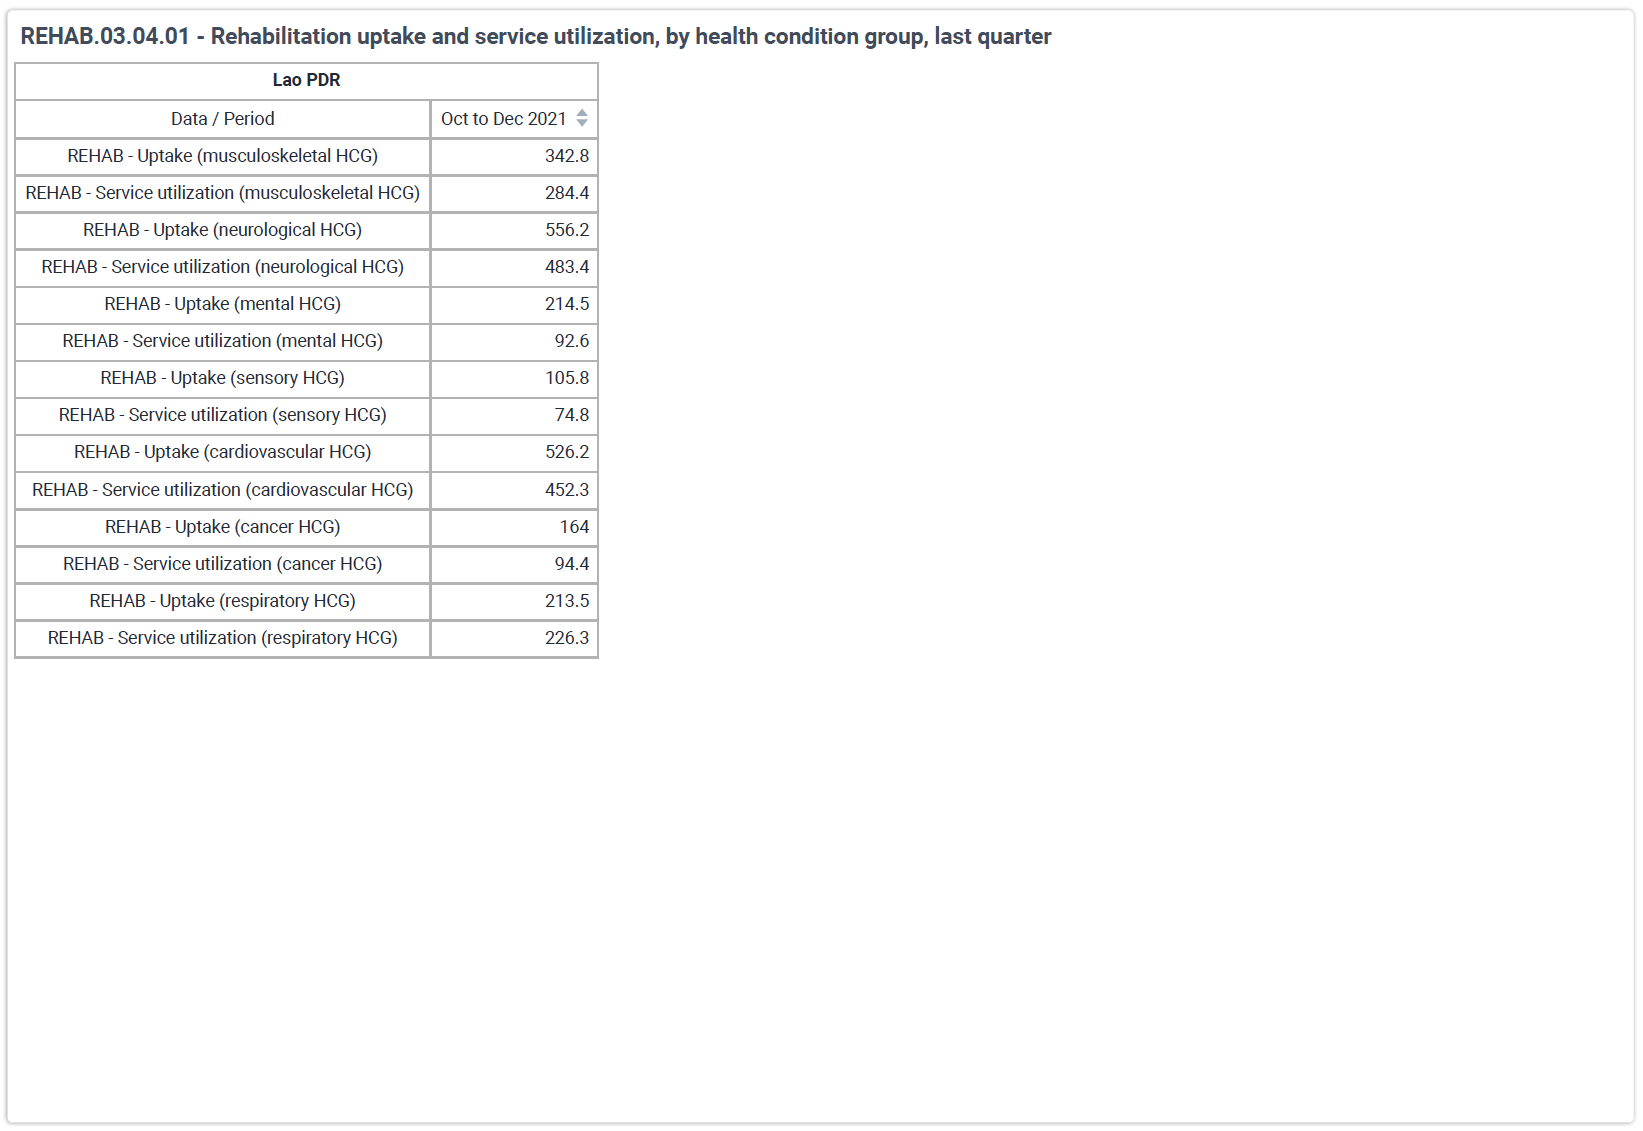 REHAB.03.04.01 - Rehabilitation uptake and service utilization, by health condition group, last quarter
Lao PDR
Data / Period Oct to Dec 2021
REHAB - Uptake (musculoskeletal HCG) 342.8
REHAB - Service utilization (musculoskeletal HCG) 284.4
REHAB - Uptake (neurological HCG) 556.2
REHAB - Service utilization (neurological HCG) 483.4
REHAB - Uptake (mental HCG) 214.5
REHAB - Service utilization (mental HCG) 92.6
REHAB - Uptake (sensory HCG) 105.8
REHAB - Service utilization (sensory HCG) 74.8
REHAB - Uptake (cardiovascular HCG) 526.2
REHAB - Service utilization (cardiovascular HCG) 452.3
REHAB - Uptake (cancer HCG) 164
REHAB - Service utilization (cancer HCG) 94.4
REHAB - Uptake (respiratory HCG) 213.5
REHAB - Service utilization (respiratory HCG) 226.3